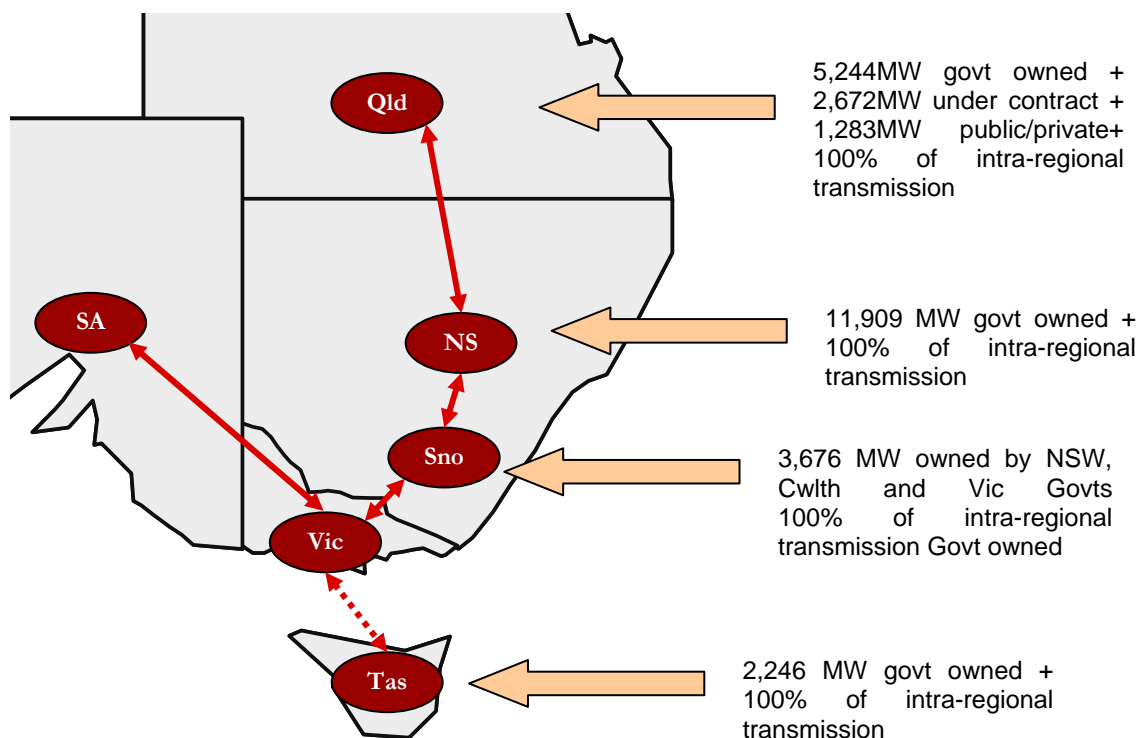 Qld
5,244MW govt owned +
2,672MW under contract +
1,283MW public/private+
100% of intra-regional
transmission
SA
NS
11,909 MW govt owned +
100% of intra-regional
transmission
Sno
3,676 MW owned by NSW,
Cwlth and Vic Govts
100% of intra-regional
transmission Govt owned
Vic
Tas
2,246 MW govt owned +
100% of intra-regional
transmission